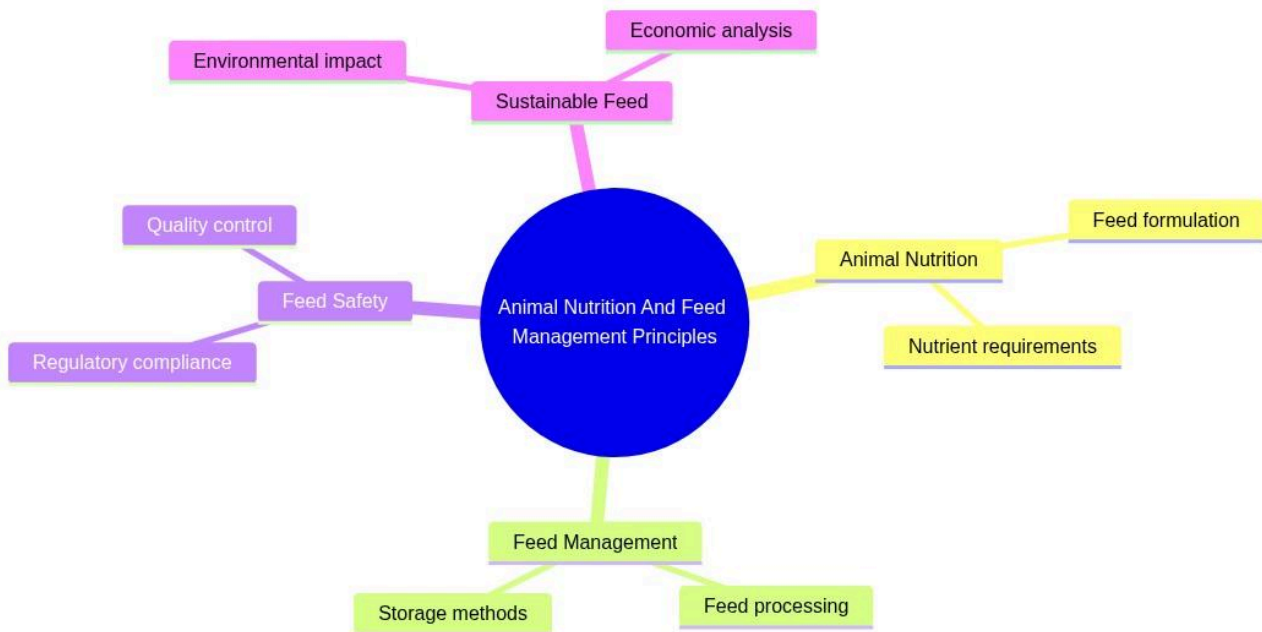 Economic analysis
Environmental impact
Sustainable Feed
Quality control
Feed formulation
Animal Nutrition
Feed Safety
Animal Nutrition And Feed
Management Principles
Nutrient requirements
Regulatory compliance
Feed Management
Storage methods
Feed processing